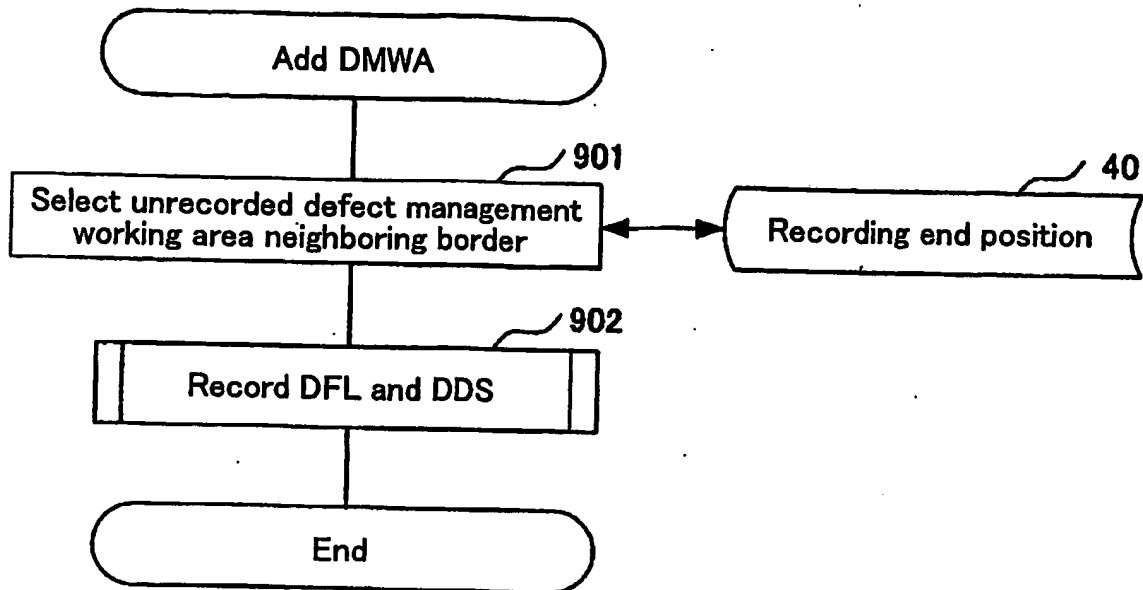 Add DMWA
901
Select unrecorded defect management
working area neighboring border
40
Recording end position
902
Record DFL and DDS
End